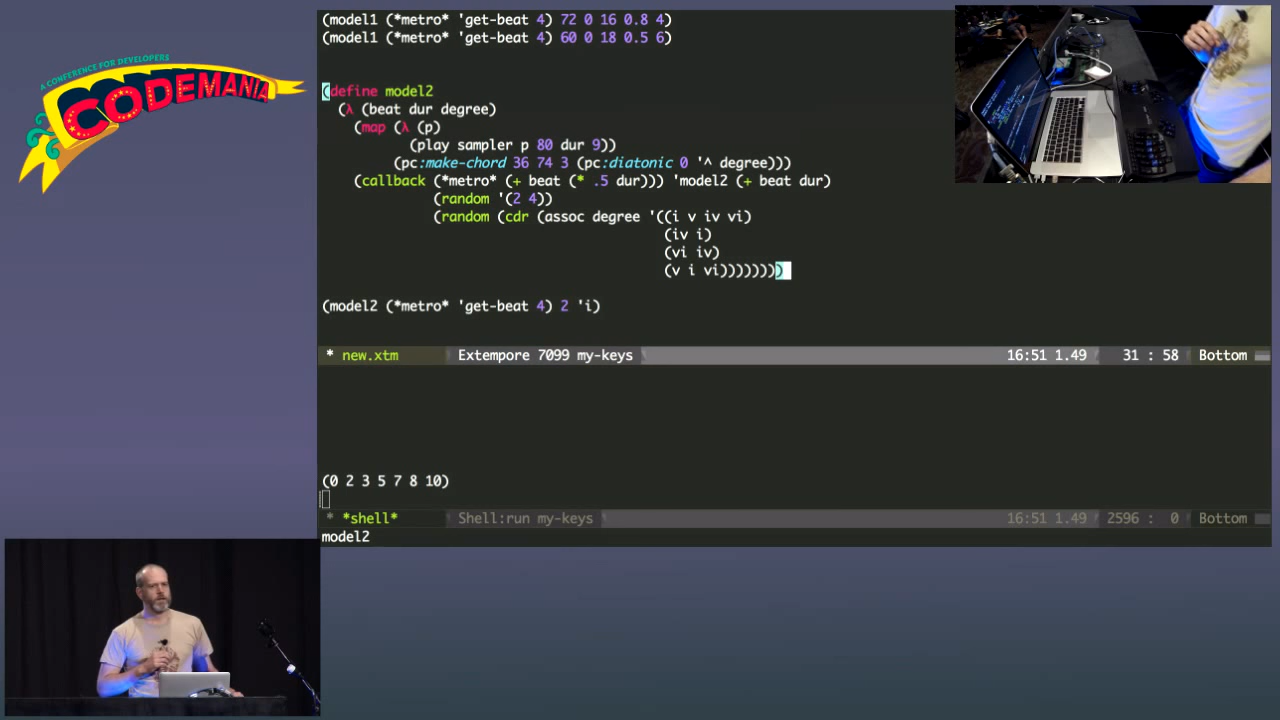 A CONFERENCE FOR DEVELOPERS
CODEMANIA
(model1 (*metro* 'get-beat 4) 72 0 16 0.8 4)
(model1 (*metro* 'get-beat 4) 60 0 18 0.5 6)
(define model2
(λ (beat dur degree)
(map (λ (p)
(play sampler p 80 dur 9))
(pc:make-chord 36 74 3 (pc:diatonic 0 '^ degree)))
(callback (*metro* (+ beat (* .5 dur))) 'model2 (+ beat dur)
(random '(2 4))
(random (cdr (assoc degree '((i v iv vi)
(iv i)
(vi iv)
(v i vi))))))))
(model2 (*metro* 'get-beat 4) 2 'i)
* new.xtm Extempore 7099 my-keys 16:51 1.49 31 : 58 Bottom
(0 2 3 5 7 8 10)
* *shell* Shell:run my-keys 16:51 1.49 2596 : 0 Bottom
model2